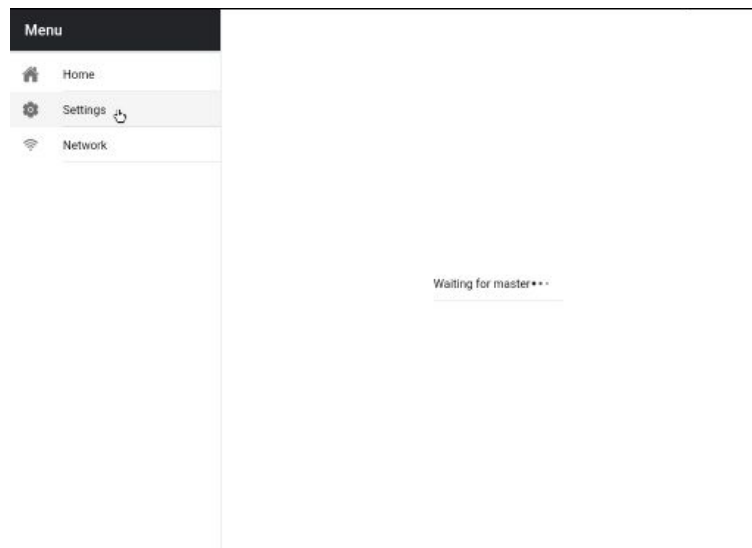 Menu
Home
Settings
Network
Waiting for master•••